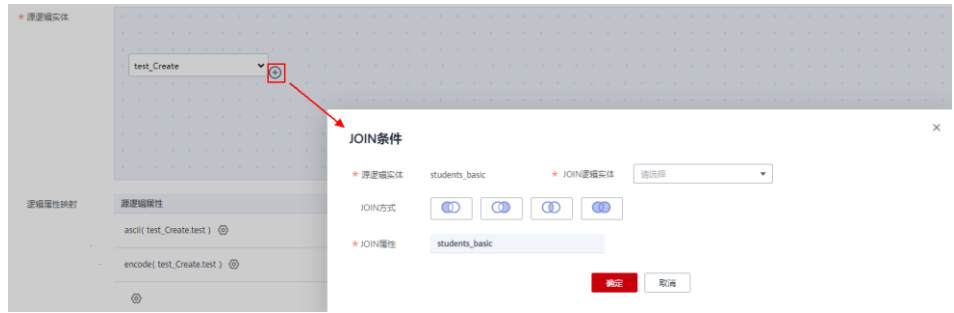 * 源逻辑实体
test_Create
JOIN条件
* 源逻辑实体 students_basic * JOIN逻辑实体 请选择
JOIN方式
* JOIN属性 students_basic
确定 取消
逻辑属性映射 源逻辑属性
ascii( test_Create.test )
encode( test_Create.test )